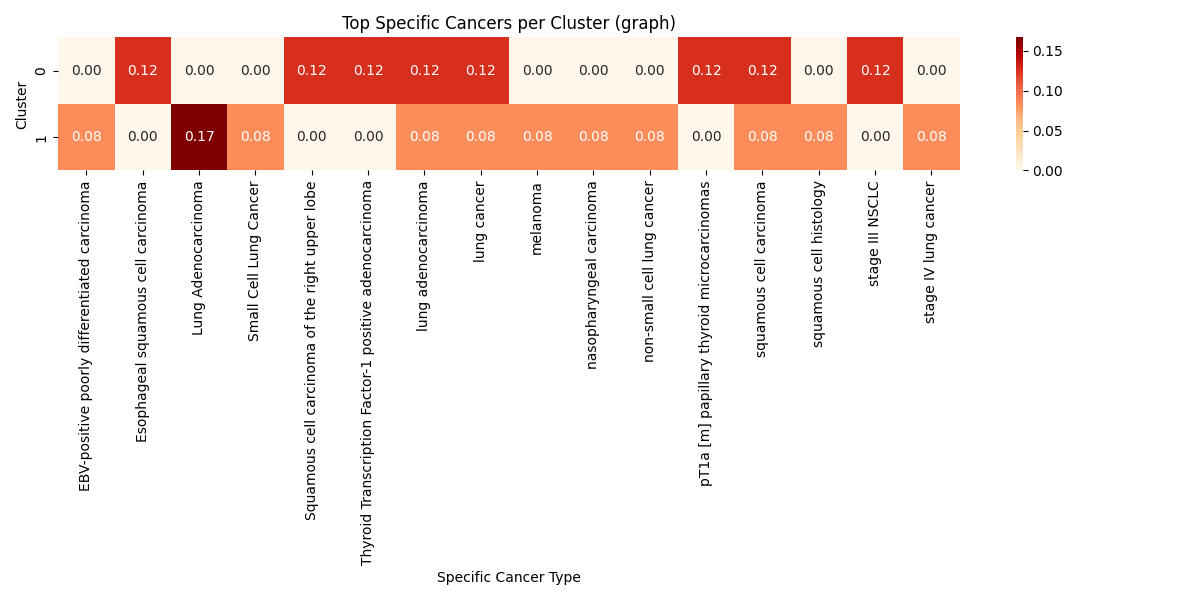 Top Specific Cancers per Cluster (graph)
Cluster
0
0.00 0.12 0.00 0.00 0.12 0.12 0.12 0.12 0.00 0.00 0.00 0.12 0.12 0.00 0.12 0.00
1
0.08 0.00 0.17 0.08 0.00 0.00 0.08 0.08 0.08 0.08 0.08 0.00 0.08 0.08 0.00 0.08
EBV-positive poorly differentiated carcinoma
Esophageal squamous cell carcinoma
Lung Adenocarcinoma
Small Cell Lung Cancer
Squamous cell carcinoma of the right upper lobe
Thyroid Transcription Factor-1 positive adenocarcinoma
lung adenocarcinoma
lung cancer
melanoma
nasopharyngeal carcinoma
non-small cell lung cancer
pT1a [m] papillary thyroid microcarcinomas
squamous cell carcinoma
squamous cell histology
stage III NSCLC
stage IV lung cancer
Specific Cancer Type
0.15
0.10
0.05
0.00